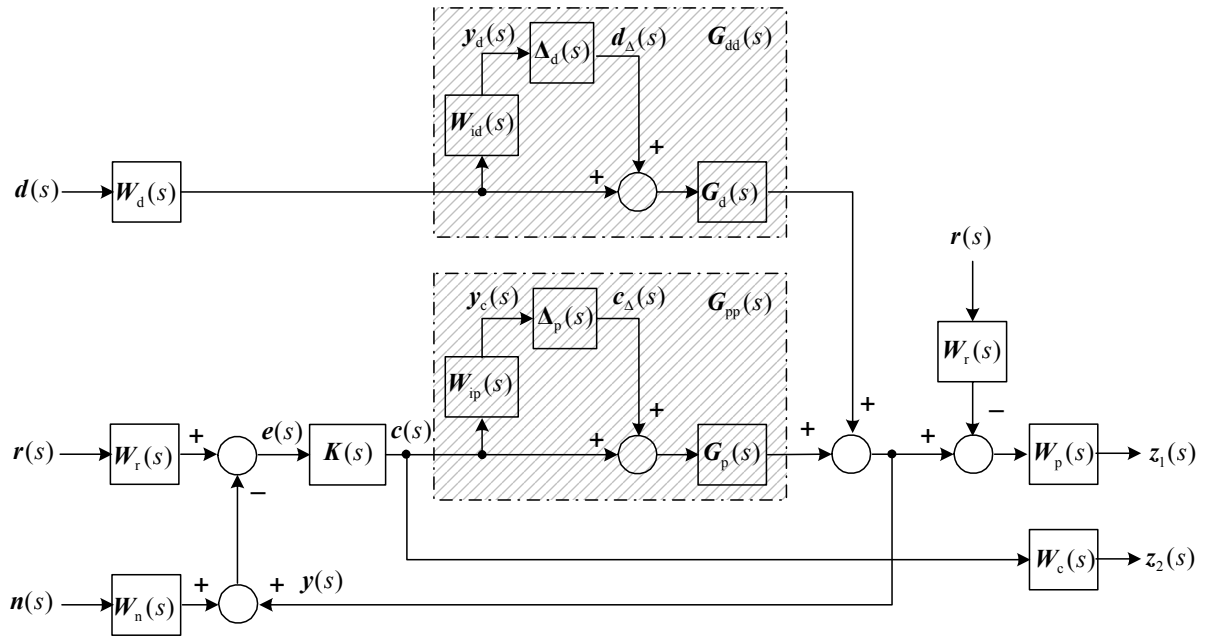 y_d(s) Δ_d(s) d_Δ(s) G_dd(s)
W_id(s)
+
d(s) W_d(s) + G_d(s)
r(s)
y_c(s) Δ_p(s) c_Δ(s) G_pp(s)
W_r(s)
W_ip(s)
+ + −
r(s) W_r(s) + e(s) K(s) c(s) + G_p(s) + + W_p(s) z_1(s)
−
W_c(s) z_2(s)
n(s) W_n(s) + + y(s)